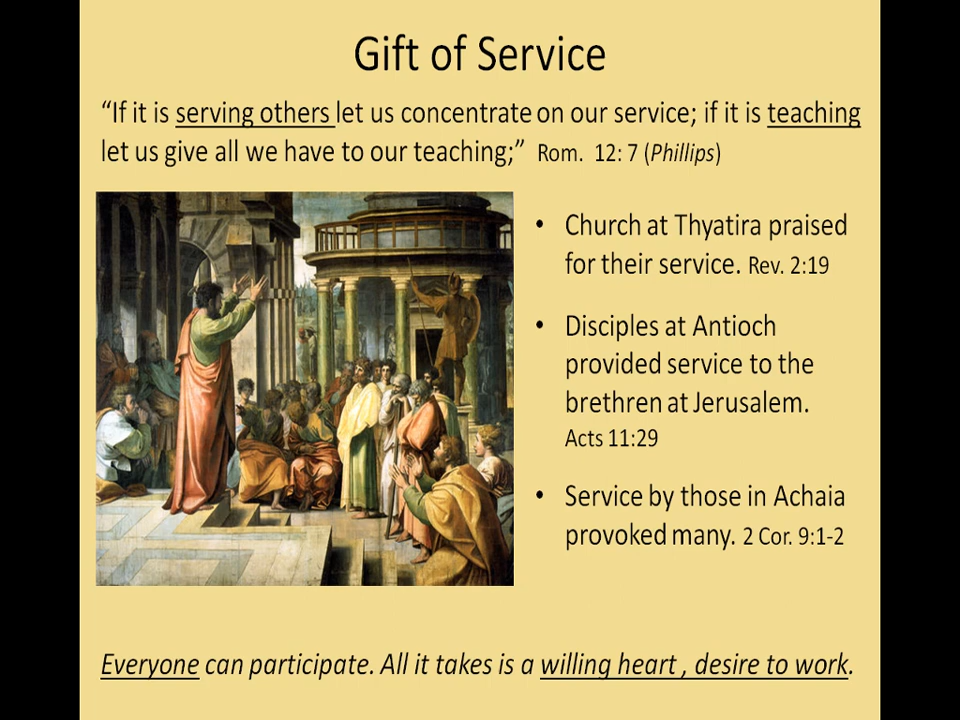 Gift of Service
“If it is serving others let us concentrate on our service; if it is teaching
let us give all we have to our teaching;” Rom. 12: 7 (Phillips)
• Church at Thyatira praised
for their service. Rev. 2:19
• Disciples at Antioch
provided service to the
brethren at Jerusalem.
Acts 11:29
• Service by those in Achaia
provoked many. 2 Cor. 9:1-2
Everyone can participate. All it takes is a willing heart , desire to work.